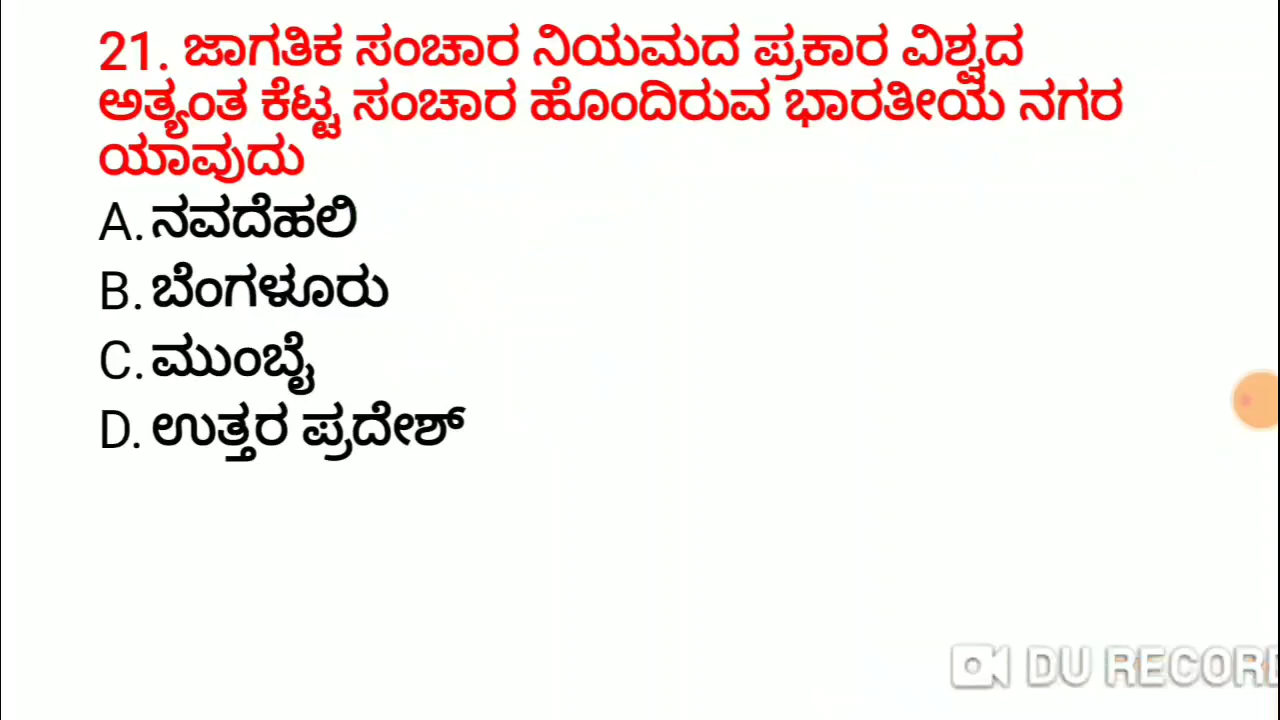 21. ಜಾಗತಿಕ ಸಂಚಾರ ನಿಯಮದ ಪ್ರಕಾರ ವಿಶ್ವದ
ಅತ್ಯಂತ ಕೆಟ್ಟ ಸಂಚಾರ ಹೊಂದಿರುವ ಭಾರತೀಯ ನಗರ
ಯಾವುದು
A. ನವದೆಹಲಿ
B. ಬೆಂಗಳೂರು
C. ಮುಂಬೈ
D. ಉತ್ತರ ಪ್ರದೇಶ್
DU RECOR